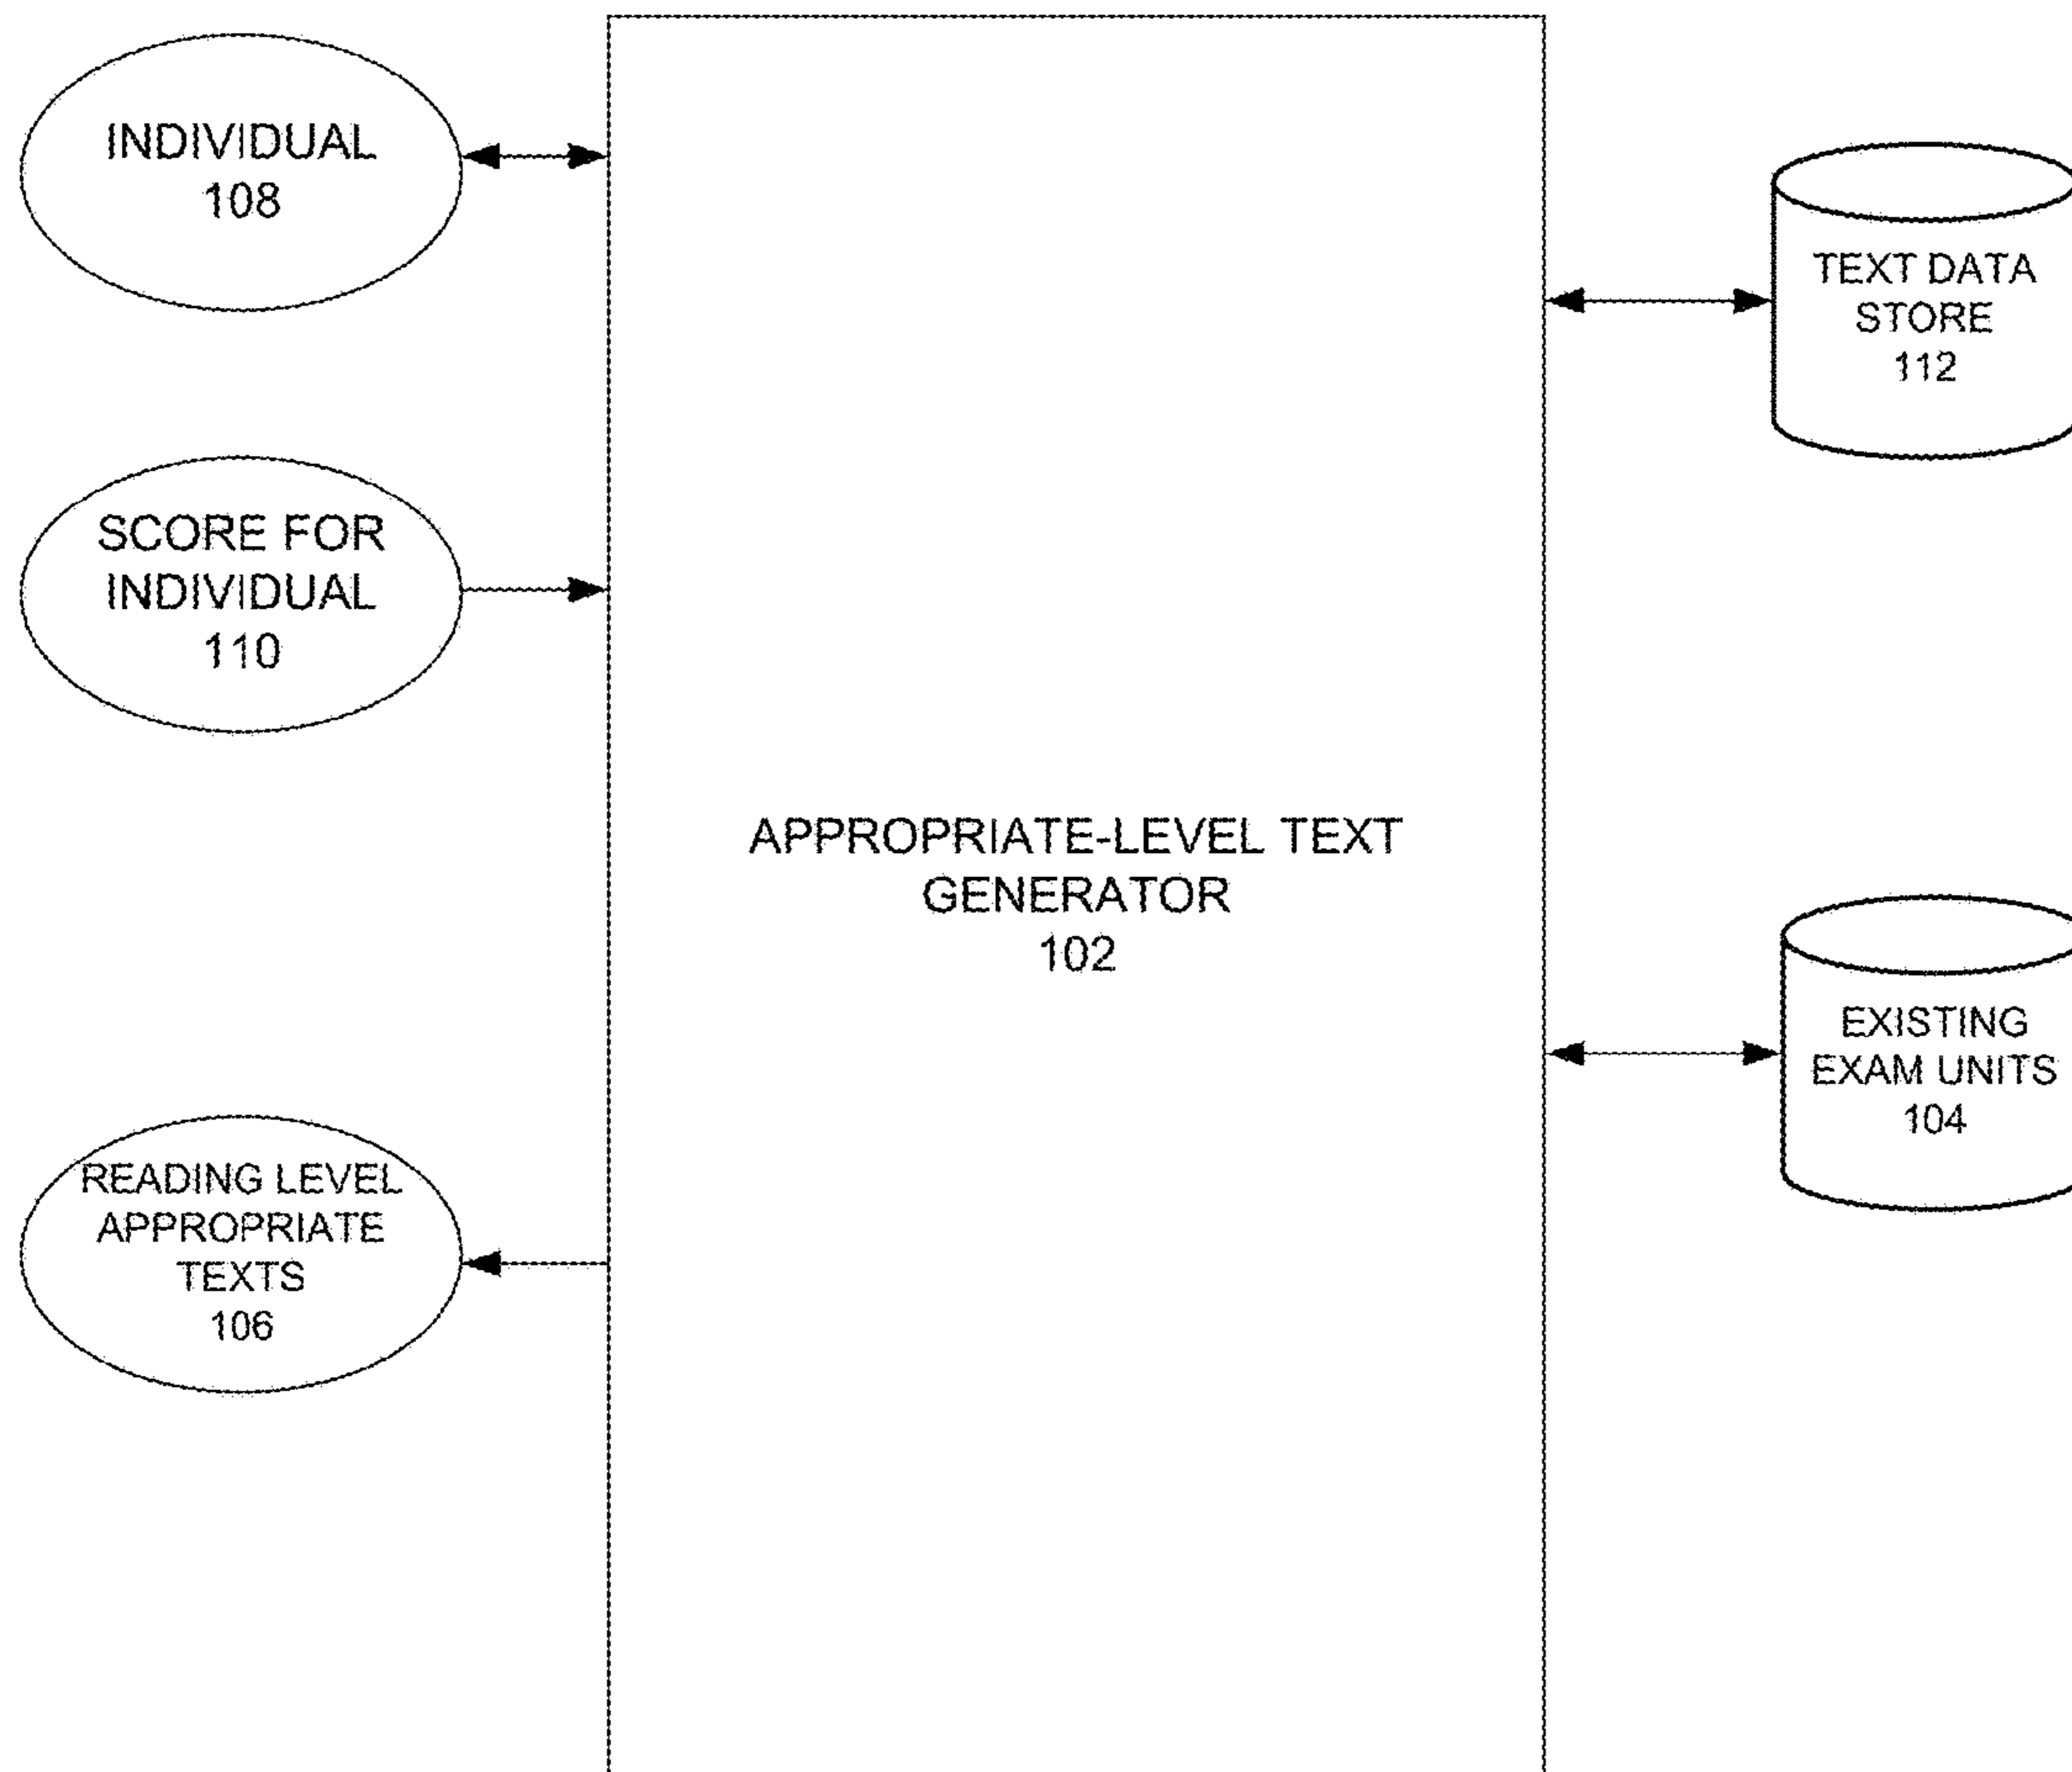 INDIVIDUAL
108
SCORE FOR
INDIVIDUAL
110
READING LEVEL
APPROPRIATE
TEXTS
106
APPROPRIATE-LEVEL TEXT
GENERATOR
102
TEXT DATA
STORE
112
EXISTING
EXAM UNITS
104